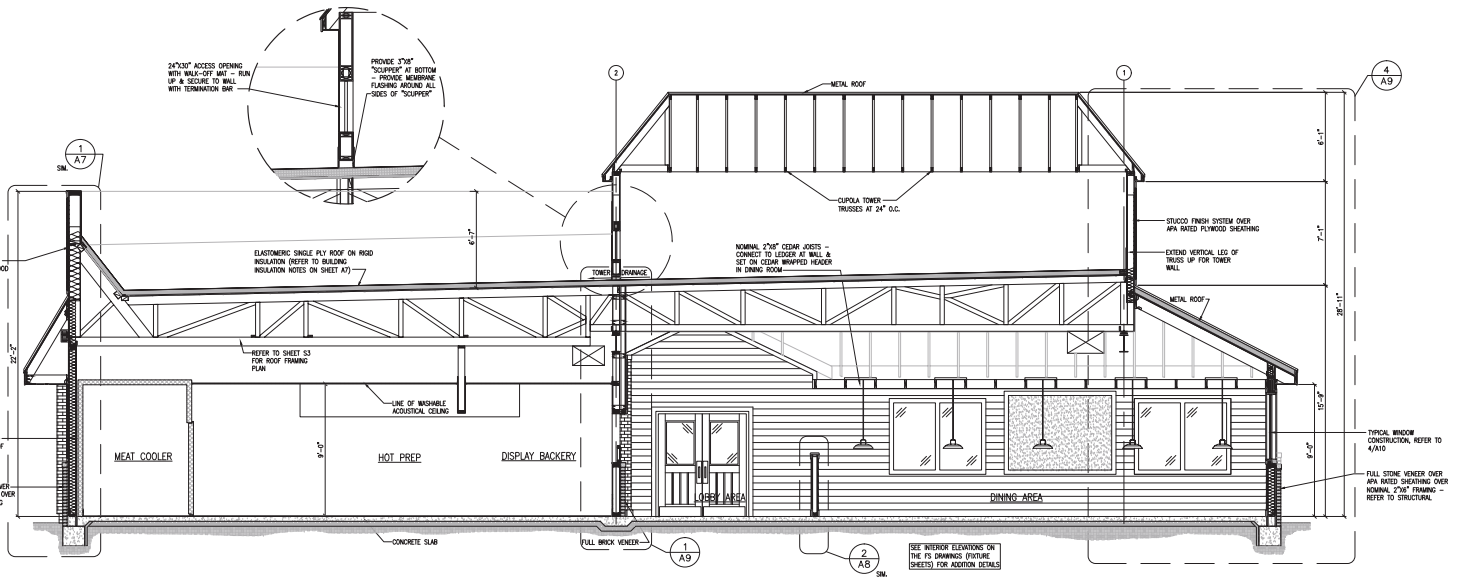 24"X30" ACCESS OPENING
WITH WALK-OFF MAT – RUN
UP & SECURE TO WALL
WITH TERMINATION BAR
PROVIDE 3"X8"
"SCUPPER" AT BOTTOM
– PROVIDE MEMBRANE
FLASHING AROUND ALL
SIDES OF "SCUPPER"
2
1
METAL ROOF
4
A9
1
A7
SIM.
6'-1"
CUPOLA TOWER
TRUSSES AT 24" O.C.
STUCCO FINISH SYSTEM OVER
APA RATED PLYWOOD SHEATHING
7'-1"
6'-7"
ELASTOMERIC SINGLE PLY ROOF ON RIGID
INSULATION (REFER TO BUILDING
INSULATION NOTES ON SHEET A7)
NOMINAL 2"X8" CEDAR JOISTS –
CONNECT TO LEDGER AT WALL &
SET ON CEDAR WRAPPED HEADER
IN DINING ROOM
EXTEND VERTICAL LEG OF
TRUSS UP FOR TOWER
WALL
OD
TOWER DRAINAGE
METAL ROOF
28'-11"
22'-2"
REFER TO SHEET S3
FOR ROOF FRAMING
PLAN
LINE OF WASHABLE
ACOUSTICAL CEILING
15'-9"
9'-0"
9'-0"
TYPICAL WINDOW
CONSTRUCTION, REFER TO
4/A10
OF
MEAT COOLER
HOT PREP
DISPLAY BACKERY
FULL STONE VENEER OVER
APA RATED SHEATHING OVER
NOMINAL 2"X6" FRAMING –
REFER TO STRUCTURAL
VER
OVER
G
LOBBY AREA
DINING AREA
CONCRETE SLAB
FULL BRICK VENEER
1
A9
2
A8
SIM.
SEE INTERIOR ELEVATIONS ON
THE FS DRAWINGS (FIXTURE
SHEETS) FOR ADDITION DETAILS